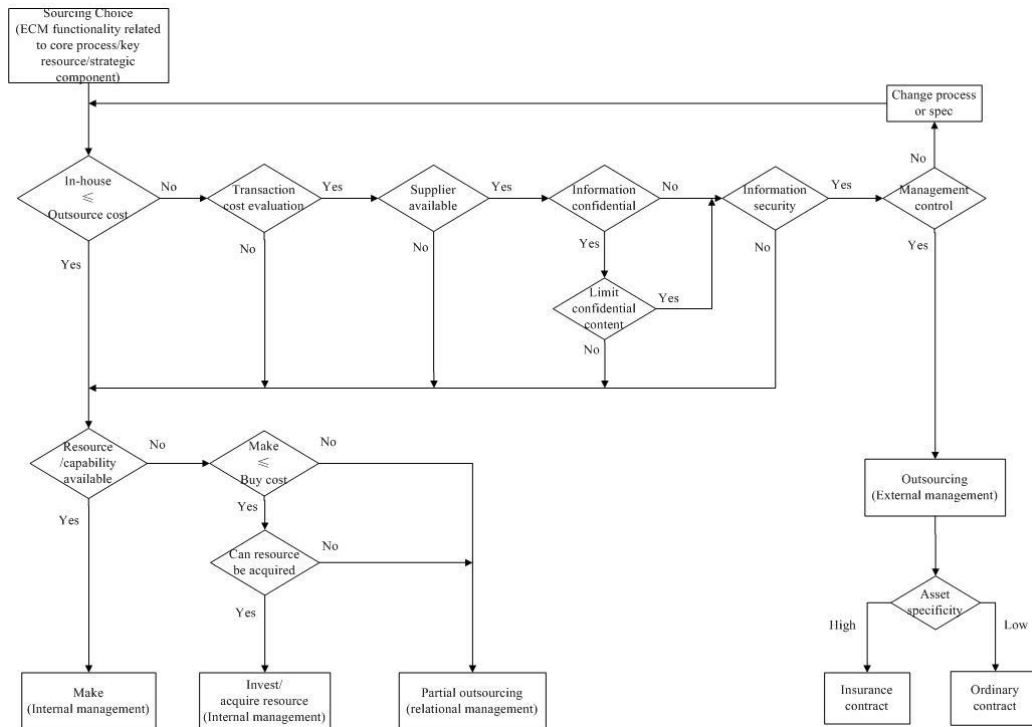 Sourcing Choice
(ECM functionality related
to core process/key
resource/strategic
component)
Change process
or spec
No
In-house
≤
Outsource cost
No
Transaction
cost evaluation
Yes
Supplier
available
Yes
Information
confidential
No
Information
security
Yes
Management
control
Yes
No
No
Yes
No
Yes
Limit
confidential
content
Yes
No
Resource
/capability
available
No
Make
≤
Buy cost
No
Outsourcing
(External management)
Yes
Yes
Can resource
be acquired
No
Yes
Asset
specificity
High
Low
Make
(Internal management)
Invest/
acquire resource
(Internal management)
Partial outsourcing
(relational management)
Insurance
contract
Ordinary
contract